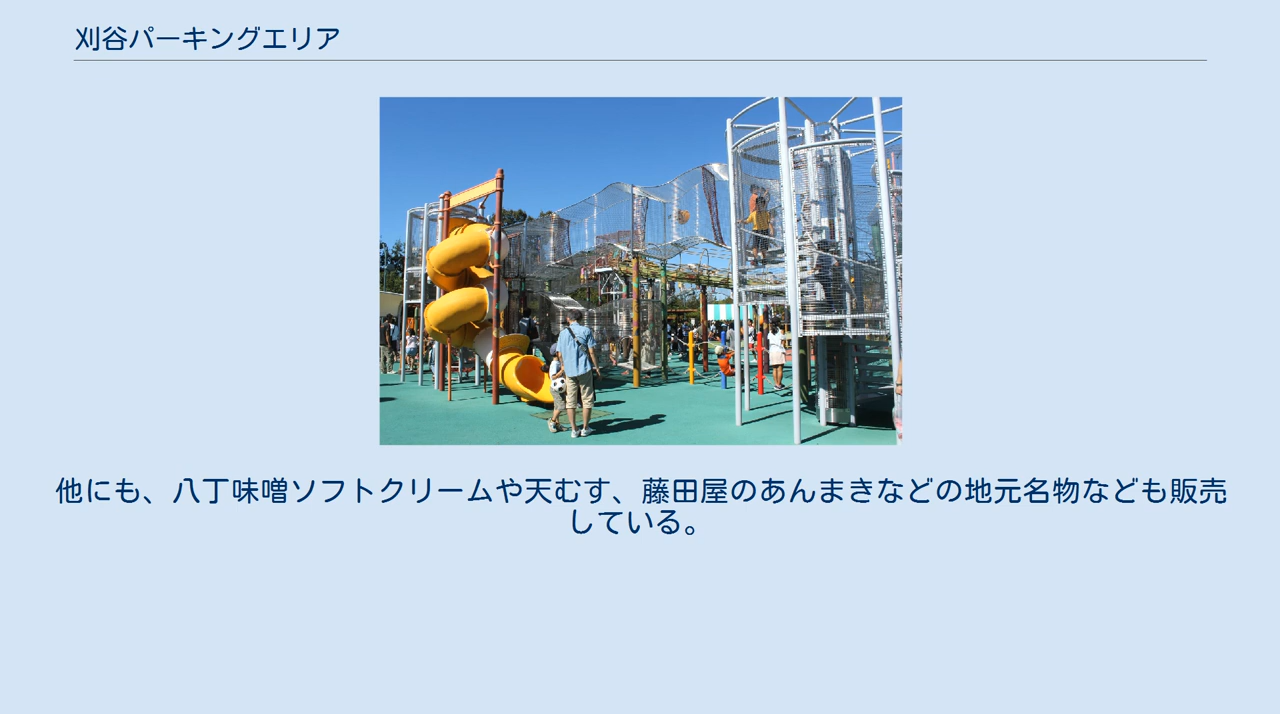 刈谷パーキングエリア
他にも、八丁味噌ソフトクリームや天むす、藤田屋のあんまきなどの地元名物なども販売
している。